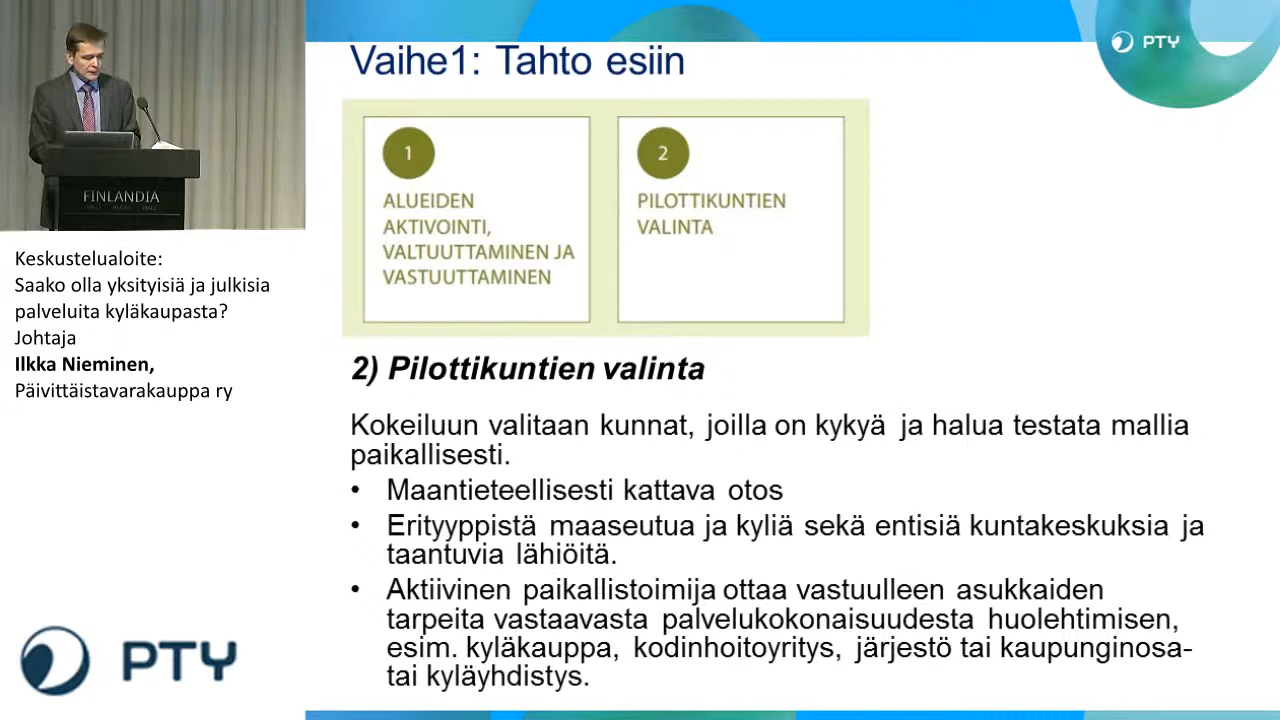 PTY
Vaihe1: Tahto esiin
1
ALUEIDEN
AKTIVOINTI,
VALTUUTTAMINEN JA
VASTUUTTAMINEN
2
PILOTTIKUNTIEN
VALINTA
FINLANDIA
Keskustelualoite:
Saako olla yksityisiä ja julkisia
palveluita kyläkaupasta?
Johtaja
Ilkka Nieminen,
Päivittäistavarakauppa ry
2) Pilottikuntien valinta
Kokeiluun valitaan kunnat, joilla on kykyä ja halua testata mallia
paikallisesti.
• Maantieteellisesti kattava otos
• Erityyppistä maaseutua ja kyliä sekä entisiä kuntakeskuksia ja
taantuvia lähiöitä.
• Aktiivinen paikallistoimija ottaa vastuulleen asukkaiden
tarpeita vastaavasta palvelukokonaisuudesta huolehtimisen,
esim. kyläkauppa, kodinhoitoyritys, järjestö tai kaupunginosa-
tai kyläyhdistys.
PTY